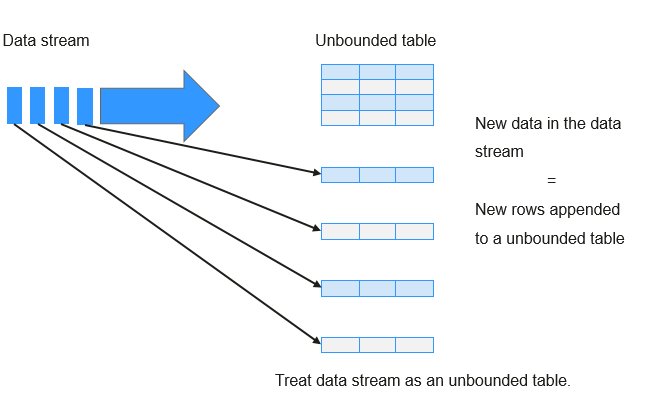 Data stream
Unbounded table
New data in the data
stream
=
New rows appended
to a unbounded table
Treat data stream as an unbounded table.